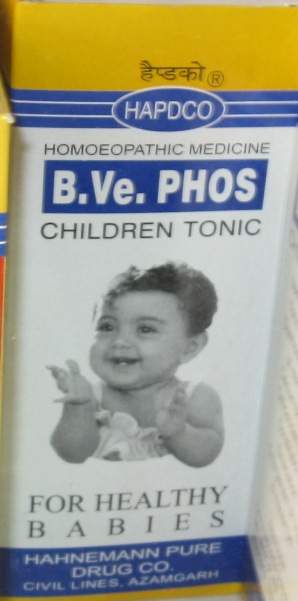 हैप्डको ®
HAPDCO
HOMOEOPATHIC MEDICINE
B.Ve. PHOS
CHILDREN TONIC
FOR HEALTHY
BABIES
HAHNEMANN PURE
DRUG CO.
CIVIL LINES, AZAMGARH